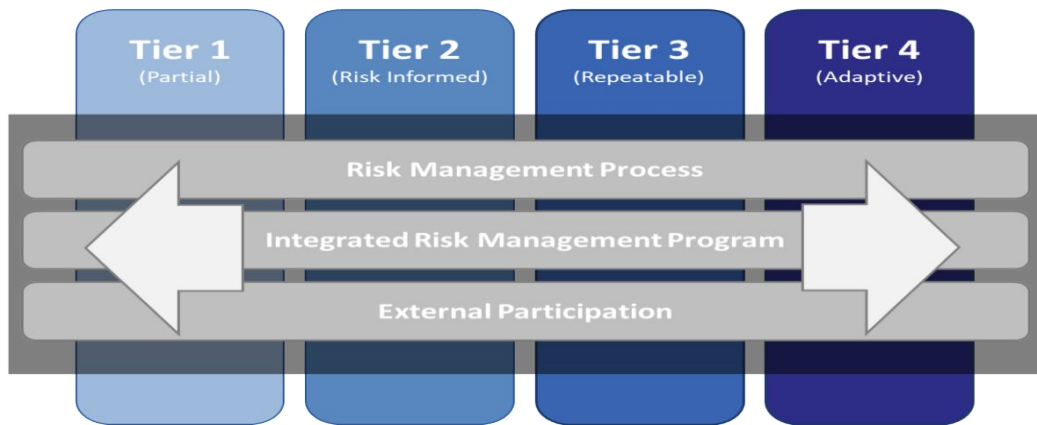 Tier 1
(Partial)
Tier 2
(Risk Informed)
Tier 3
(Repeatable)
Tier 4
(Adaptive)
Risk Management Process
Integrated Risk Management Program
External Participation